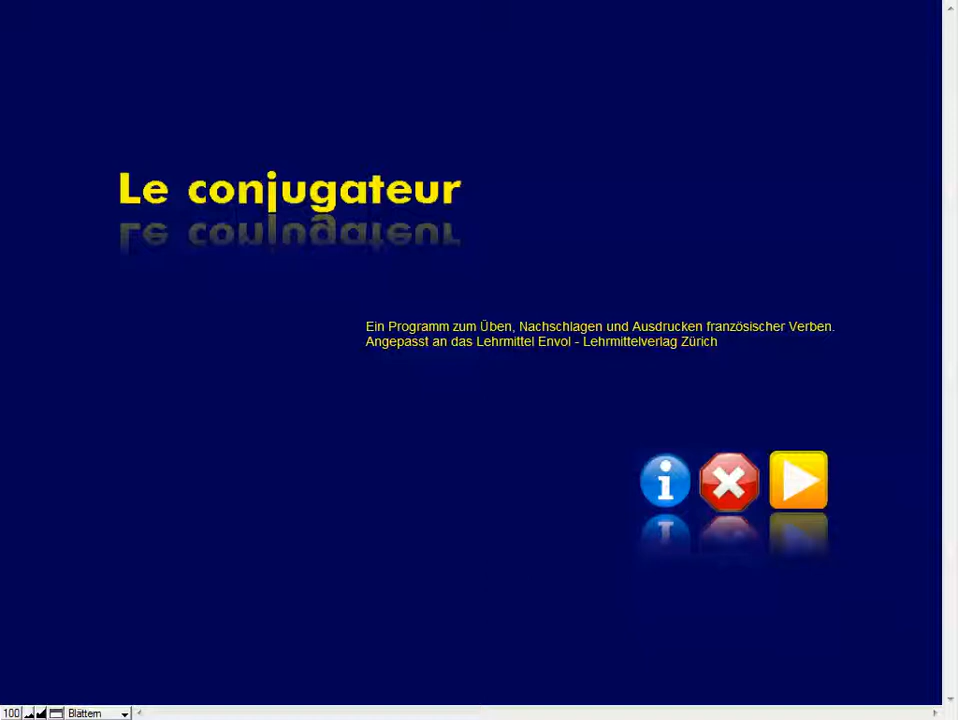 Le conjugateur
Ein Programm zum Üben, Nachschlagen und Ausdrucken französischer Verben.
Angepasst an das Lehrmittel Envol - Lehrmittelverlag Zürich
100 Blättern